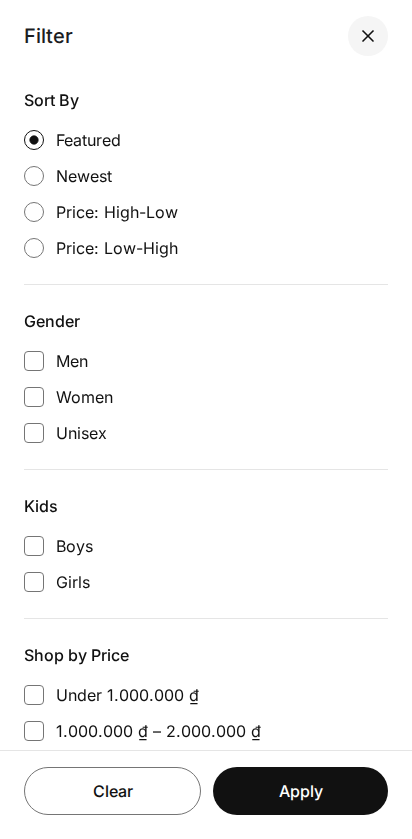 Filter
Sort By
Featured
Newest
Price: High-Low
Price: Low-High
Gender
Men
Women
Unisex
Kids
Boys
Girls
Shop by Price
Under 1.000.000 ₫
1.000.000 ₫ – 2.000.000 ₫
Clear
Apply